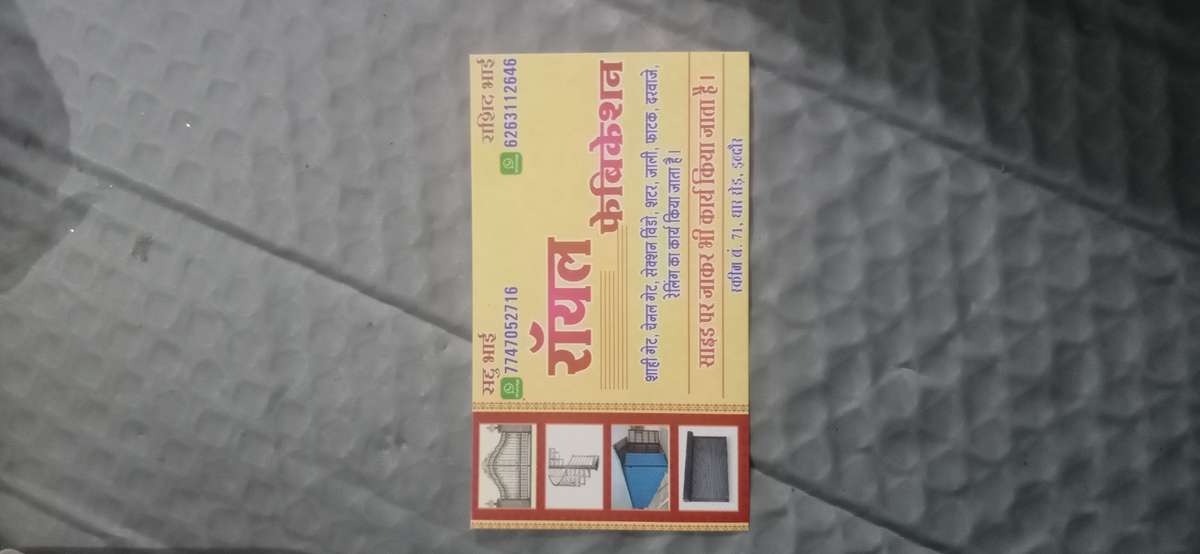 सद्दु भाई
7747052716
राशिद भाई
6263112646
रॉयल
फेब्रिकेशन
शाही गेट, चेनल गेट, सेक्शन विंडो, शटर, जाली, फाटक, दरवाजे,
रेलिंग का कार्य किया जाता है।
साइड पर जाकर भी कार्य किया जाता है।
स्कीम नं. 71, धार रोड़, इन्दौर